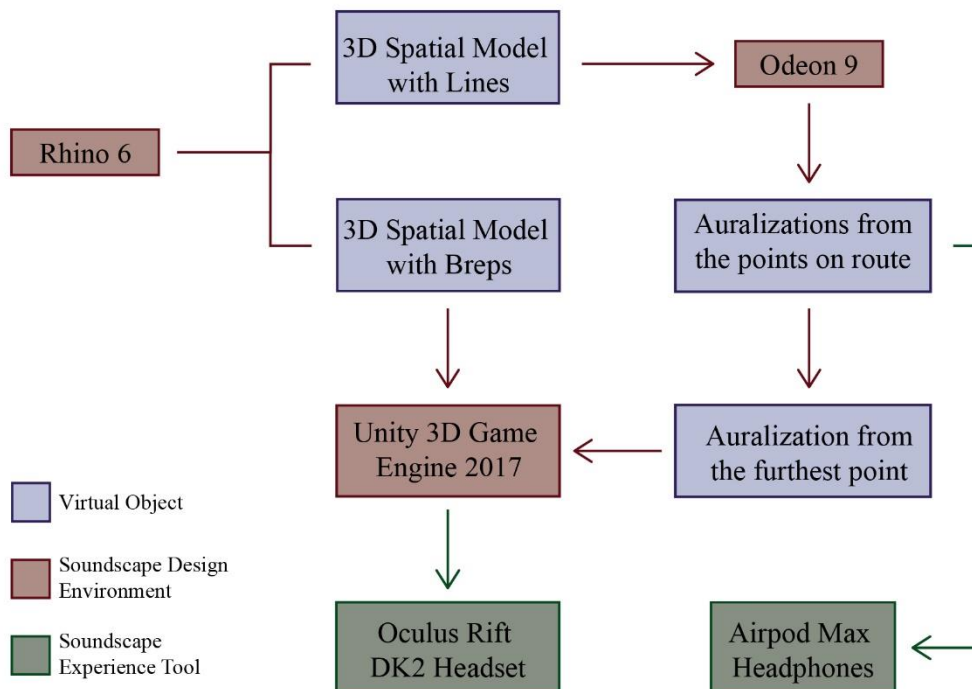 3D Spatial Model
with Lines
Odeon 9
Rhino 6
3D Spatial Model
with Breps
Auralizations from
the points on route
Unity 3D Game
Engine 2017
Auralization from
the furthest point
Virtual Object
Soundscape Design
Environment
Soundscape
Experience Tool
Oculus Rift
DK2 Headset
Airpod Max
Headphones